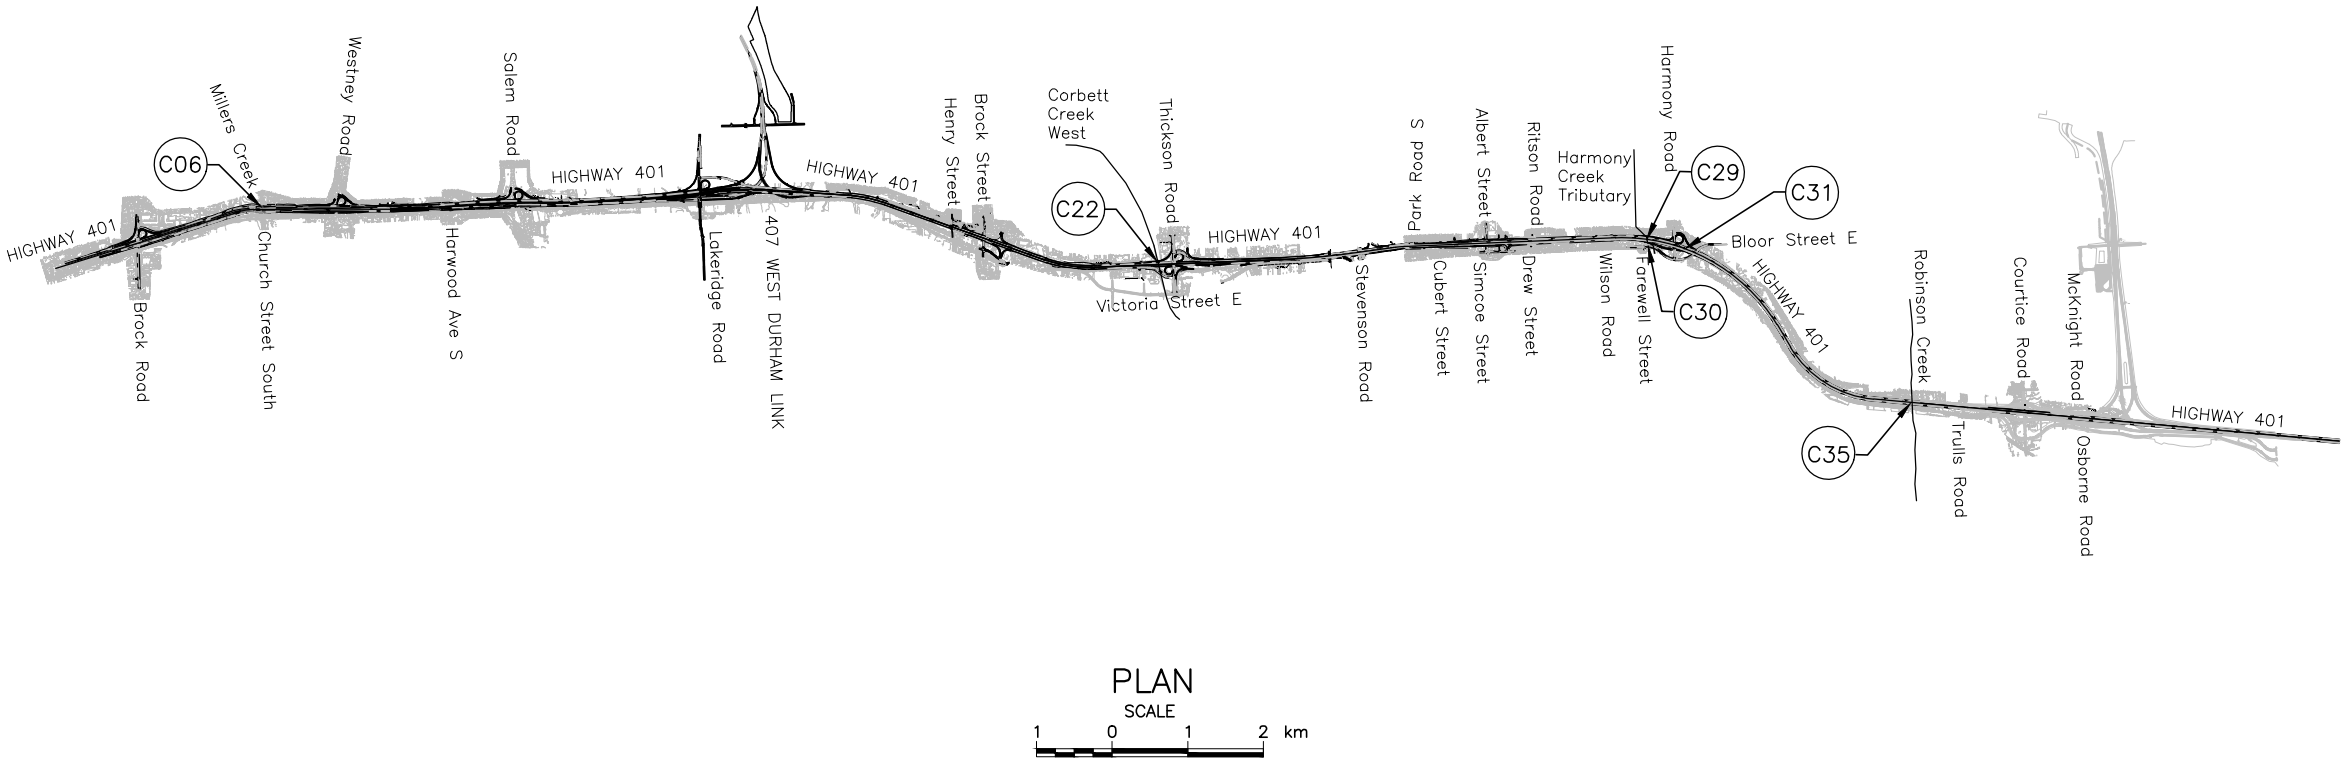 Millers Creek
Westney Road
Salem Road
C06
HIGHWAY 401
HIGHWAY 401
HIGHWAY 401
Brock Road
Church Street South
Harwood Ave S
Lakeridge Road
407 WEST DURHAM LINK
Henry Street
Brock Street
Corbett
Creek
West
Thickson Road
C22
HIGHWAY 401
Victoria Street E
Stevenson Road
Park Road S
Cubert Street
Albert Street
Simcoe Street
Ritson Road
Drew Street
Wilson Road
Harmony
Creek
Tributary
Harmony Road
Farewell Street
C29
C31
C30
Bloor Street E
HIGHWAY 401
Robinson Creek
C35
Trulls Road
Courtice Road
McKnight Road
Osborne Road
HIGHWAY 401
PLAN
SCALE
1 0 1 2 km